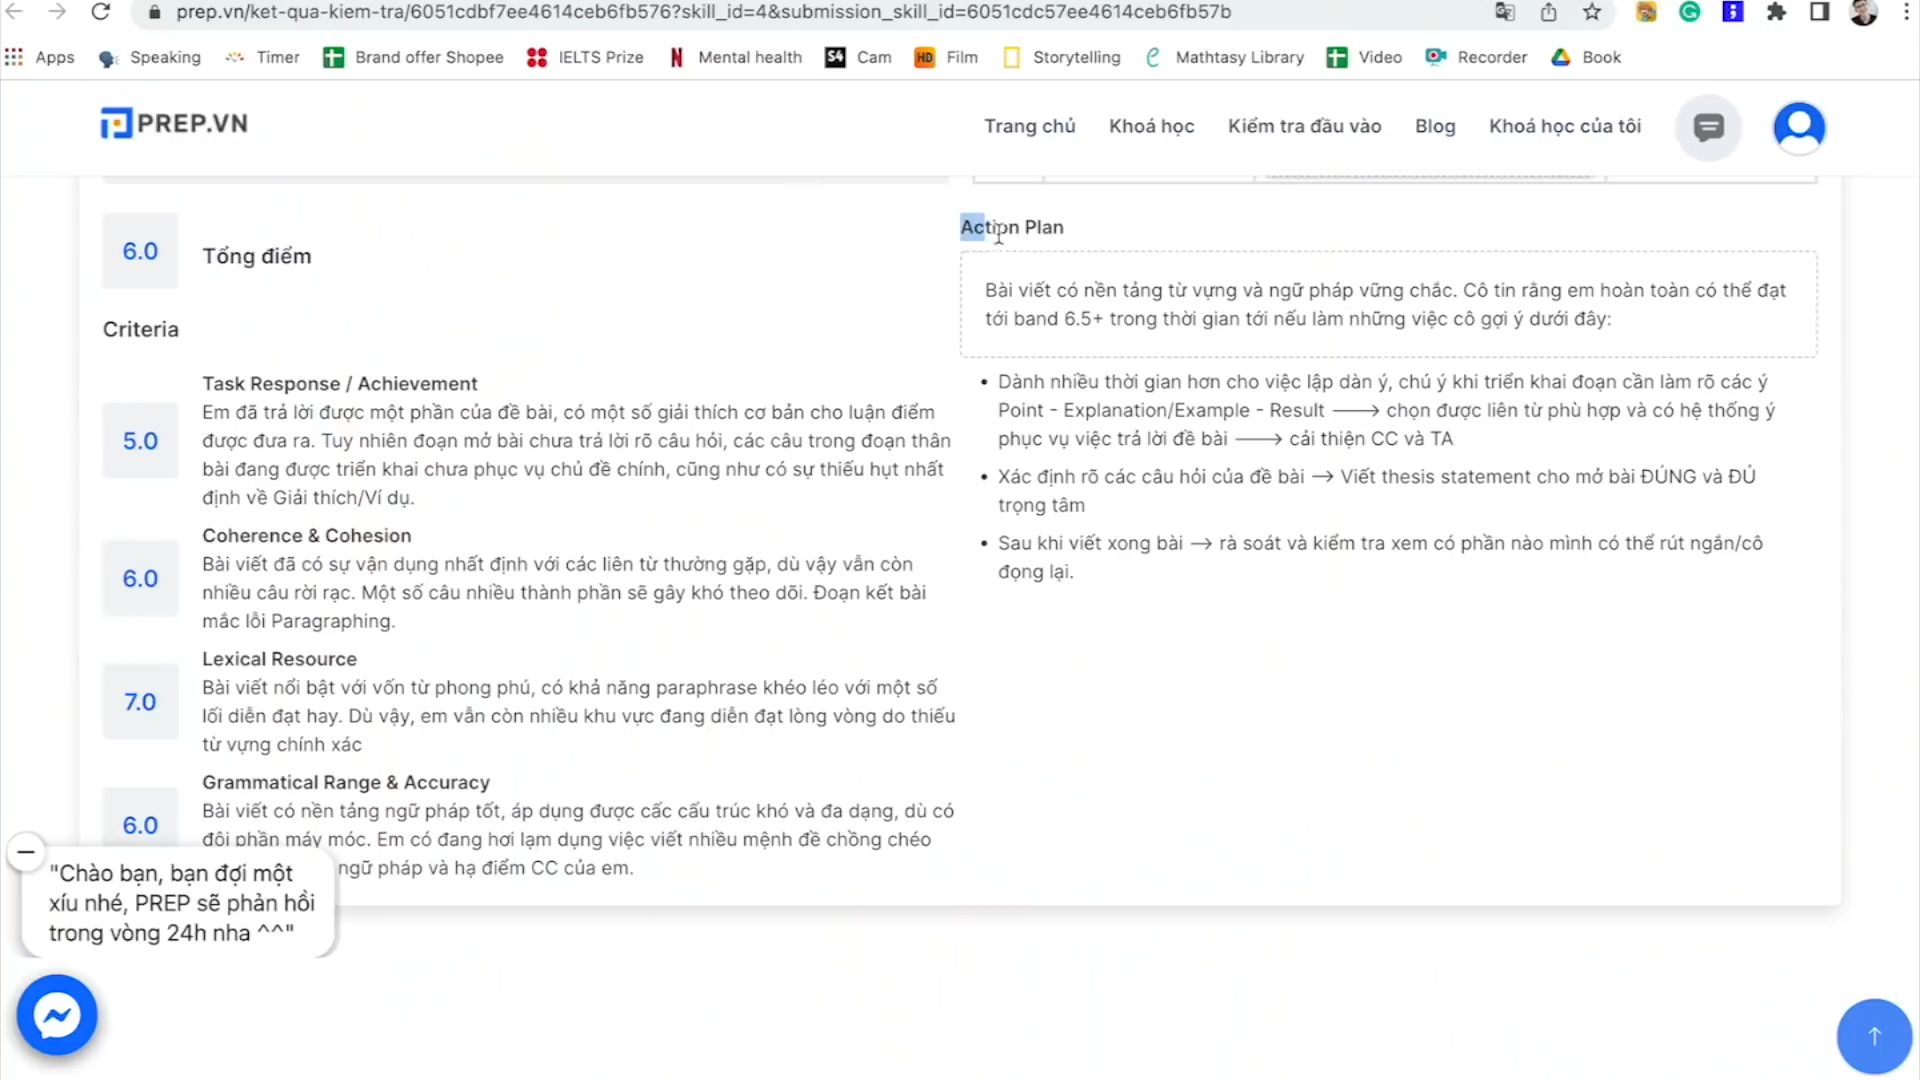 prep.vn/ket-qua-kiem-tra/6051cdbf7ee4614ceb6fb576?skill_id=4&submission_skill_id=6051cdc57ee4614ceb6fb57b
Apps Speaking Timer Brand offer Shopee IELTS Prize Mental health Cam Film Storytelling Mathtasy Library Video Recorder Book
PREP.VN
Trang chủ Khoá học Kiểm tra đầu vào Blog Khoá học của tôi
6.0 Tổng điểm
Criteria
Task Response / Achievement
5.0
Em đã trả lời được một phần của đề bài, có một số giải thích cơ bản cho luận điểm
được đưa ra. Tuy nhiên đoạn mở bài chưa trả lời rõ câu hỏi, các câu trong đoạn thân
bài đang được triển khai chưa phục vụ chủ đề chính, cũng như có sự thiếu hụt nhất
định về Giải thích/Ví dụ.
Coherence & Cohesion
6.0
Bài viết đã có sự vận dụng nhất định với các liên từ thường gặp, dù vậy vẫn còn
nhiều câu rời rạc. Một số câu nhiều thành phần sẽ gây khó theo dõi. Đoạn kết bài
mắc lỗi Paragraphing.
Lexical Resource
7.0
Bài viết nổi bật với vốn từ phong phú, có khả năng paraphrase khéo léo với một số
lối diễn đạt hay. Dù vậy, em vẫn còn nhiều khu vực đang diễn đạt lòng vòng do thiếu
từ vựng chính xác
Grammatical Range & Accuracy
6.0
Bài viết có nền tảng ngữ pháp tốt, áp dụng được cấc cấu trúc khó và đa dạng, dù có
đôi phần máy móc. Em có đang hơi lạm dụng việc viết nhiều mệnh đề chồng chéo
ngữ pháp và hạ điểm CC của em.
Action Plan
Bài viết có nền tảng từ vựng và ngữ pháp vững chắc. Cô tin rằng em hoàn toàn có thể đạt
tới band 6.5+ trong thời gian tới nếu làm những việc cô gợi ý dưới đây:
• Dành nhiều thời gian hơn cho việc lập dàn ý, chú ý khi triển khai đoạn cần làm rõ các ý
Point - Explanation/Example - Result ⟶ chọn được liên từ phù hợp và có hệ thống ý
phục vụ việc trả lời đề bài ⟶ cải thiện CC và TA
• Xác định rõ các câu hỏi của đề bài → Viết thesis statement cho mở bài ĐÚNG và ĐỦ
trọng tâm
• Sau khi viết xong bài → rà soát và kiểm tra xem có phần nào mình có thể rút ngắn/cô
đọng lại.
"Chào bạn, bạn đợi một
xíu nhé, PREP sẽ phản hồi
trong vòng 24h nha ^^"